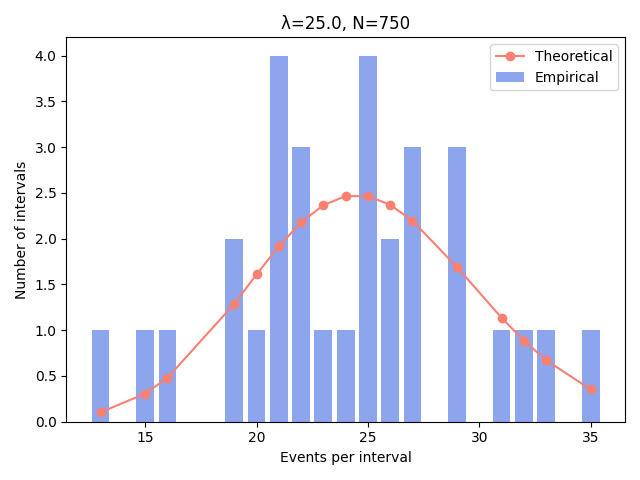 λ=25.0, N=750
Theoretical
Empirical
Number of intervals
4.0
3.5
3.0
2.5
2.0
1.5
1.0
0.5
0.0
15
20
25
30
35
Events per interval